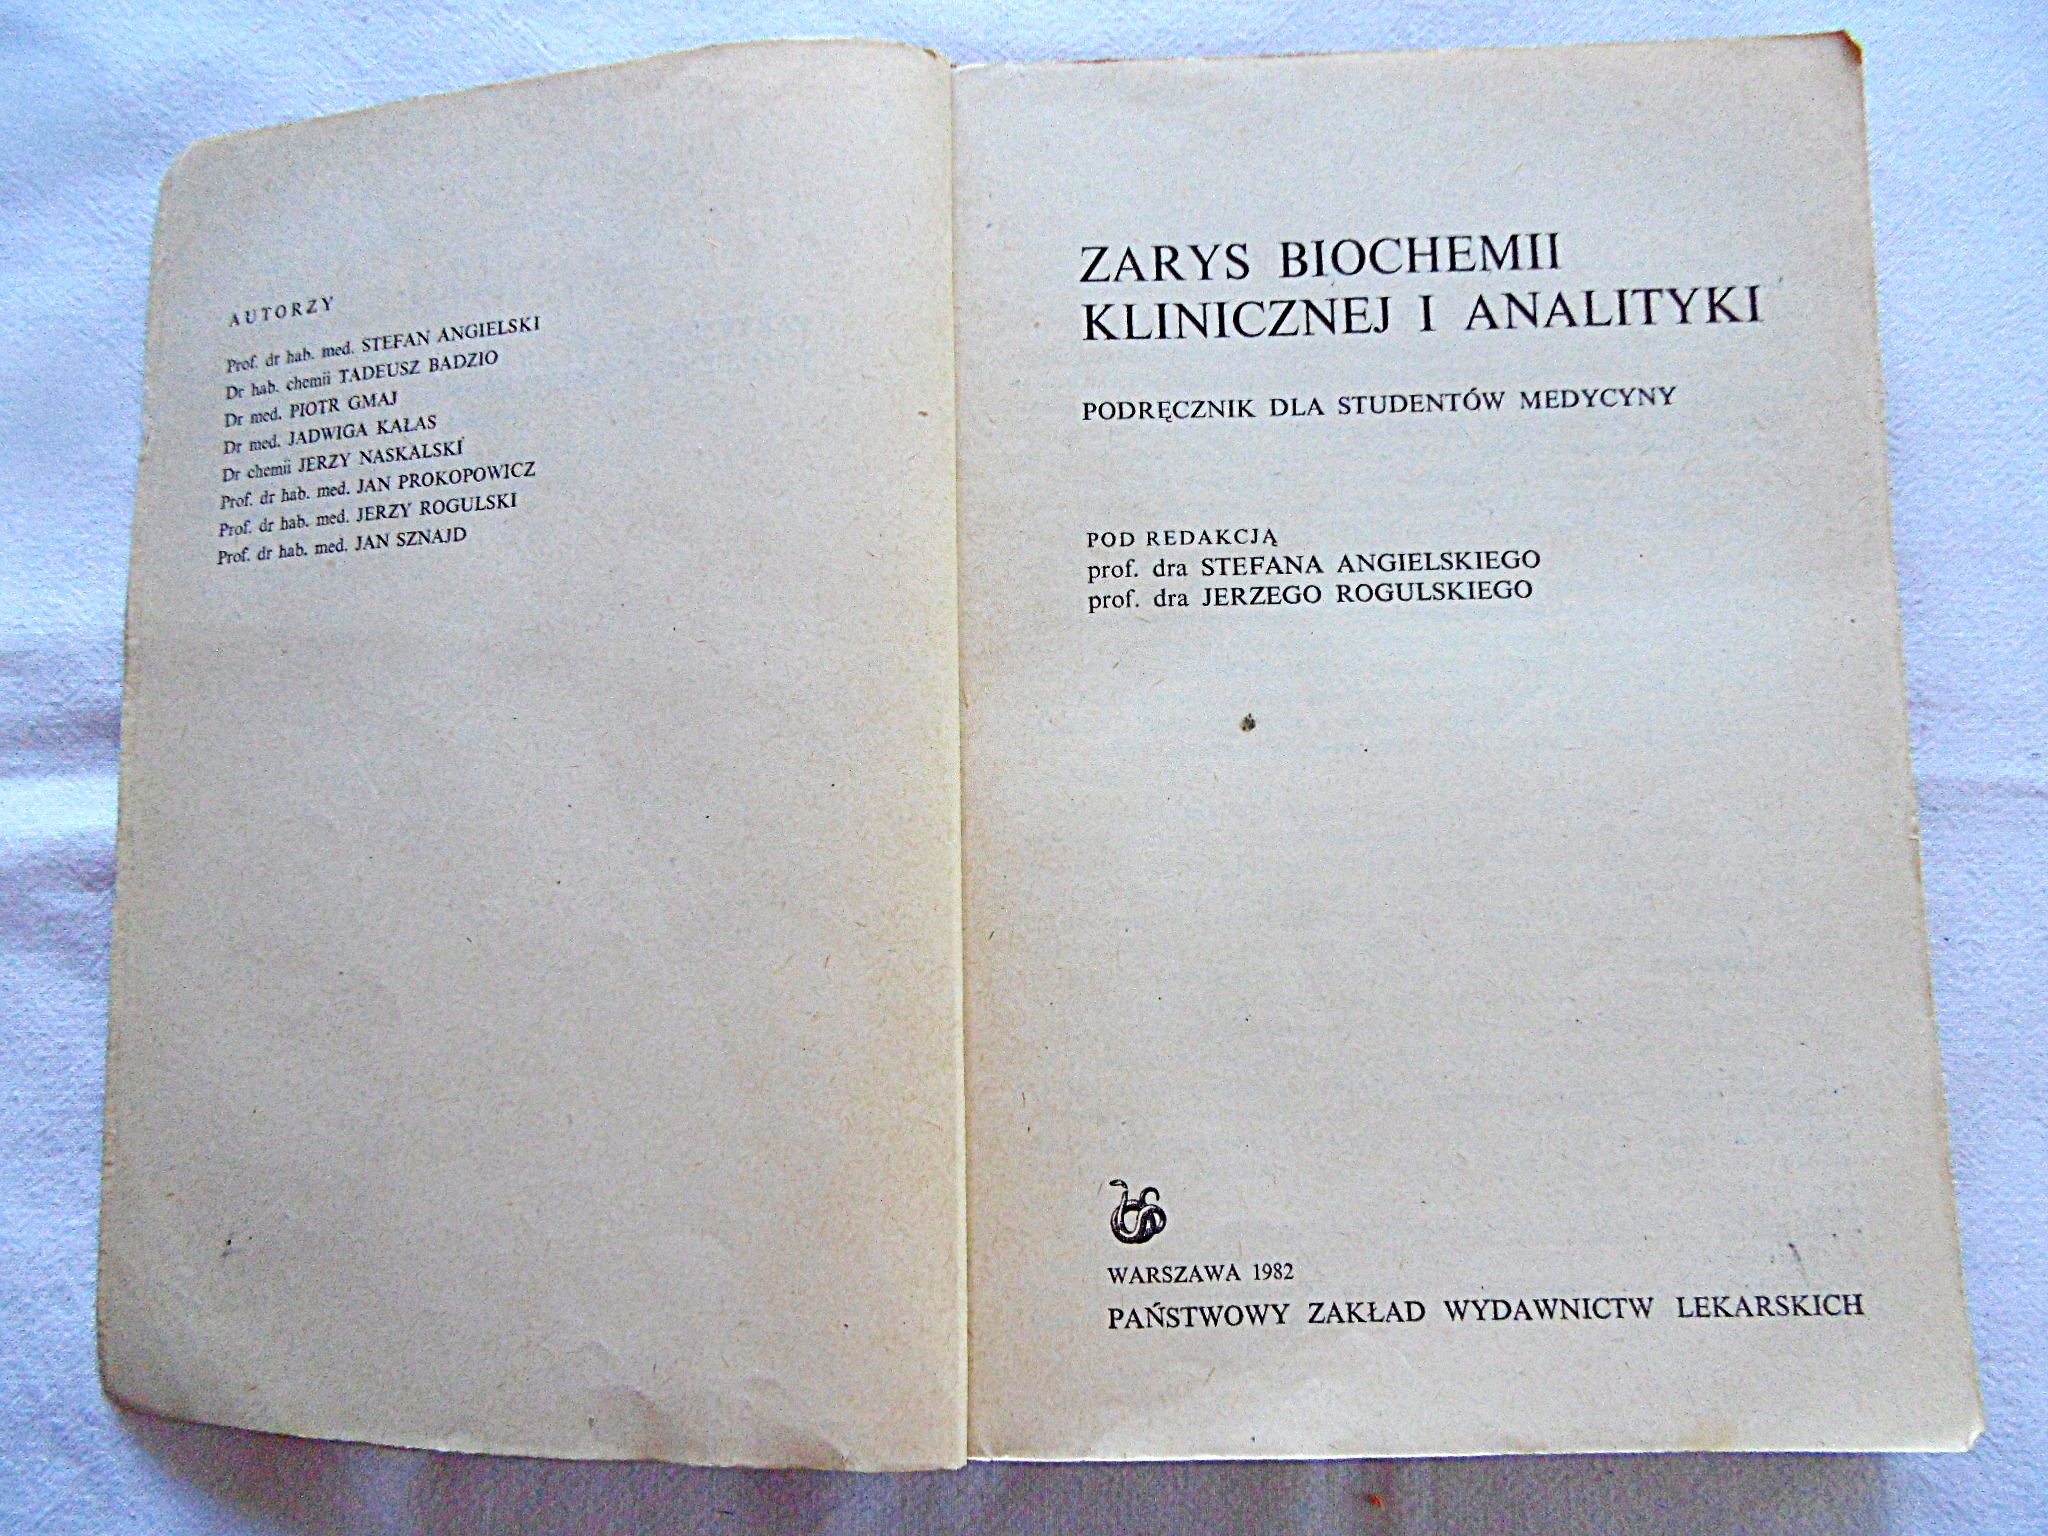 AUTORZY
Prof. dr hab. med. STEFAN ANGIELSKI
Dr hab. chemii TADEUSZ BADZIO
Dr med. PIOTR GMAJ
Dr med. JADWIGA KAŁAS
Dr chemii JERZY NASKALSKI
Prof. dr hab. med. JAN PROKOPOWICZ
Prof. dr hab. med. JERZY ROGULSKI
Prof. dr hab. med. JAN SZNAJD
ZARYS BIOCHEMII
KLINICZNEJ I ANALITYKI
PODRĘCZNIK DLA STUDENTÓW MEDYCYNY
POD REDAKCJĄ
prof. dra STEFANA ANGIELSKIEGO
prof. dra JERZEGO ROGULSKIEGO
WARSZAWA 1982
PAŃSTWOWY ZAKŁAD WYDAWNICTW LEKARSKICH